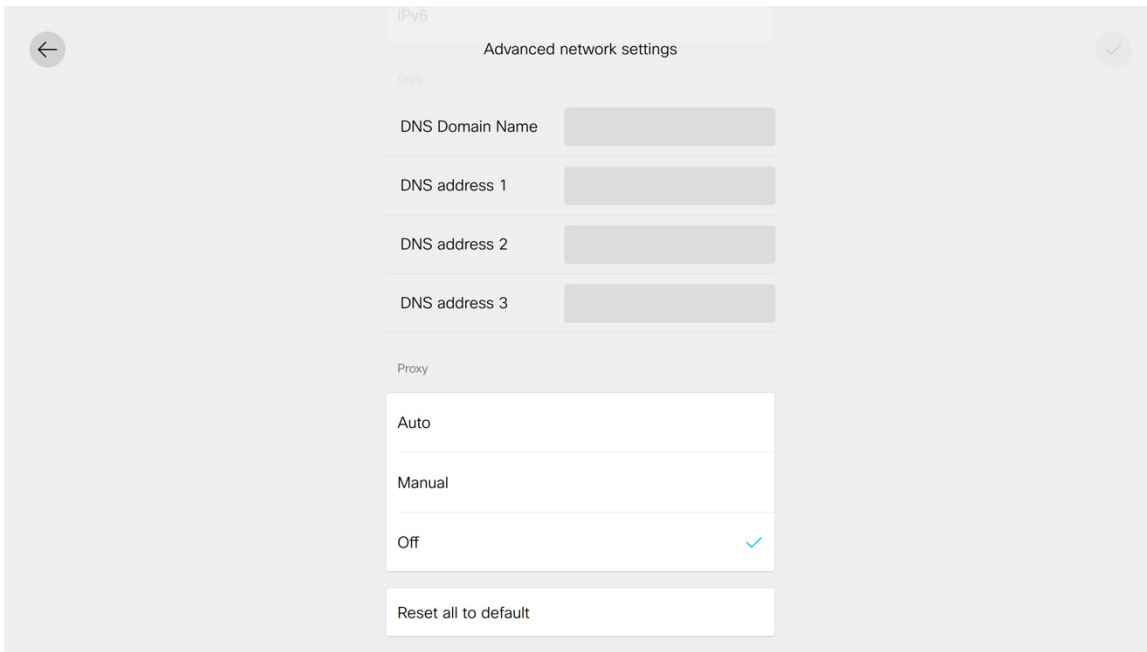 IPv6
Advanced network settings
DNS
DNS Domain Name
DNS address 1
DNS address 2
DNS address 3
Proxy
Auto
Manual
Off
Reset all to default